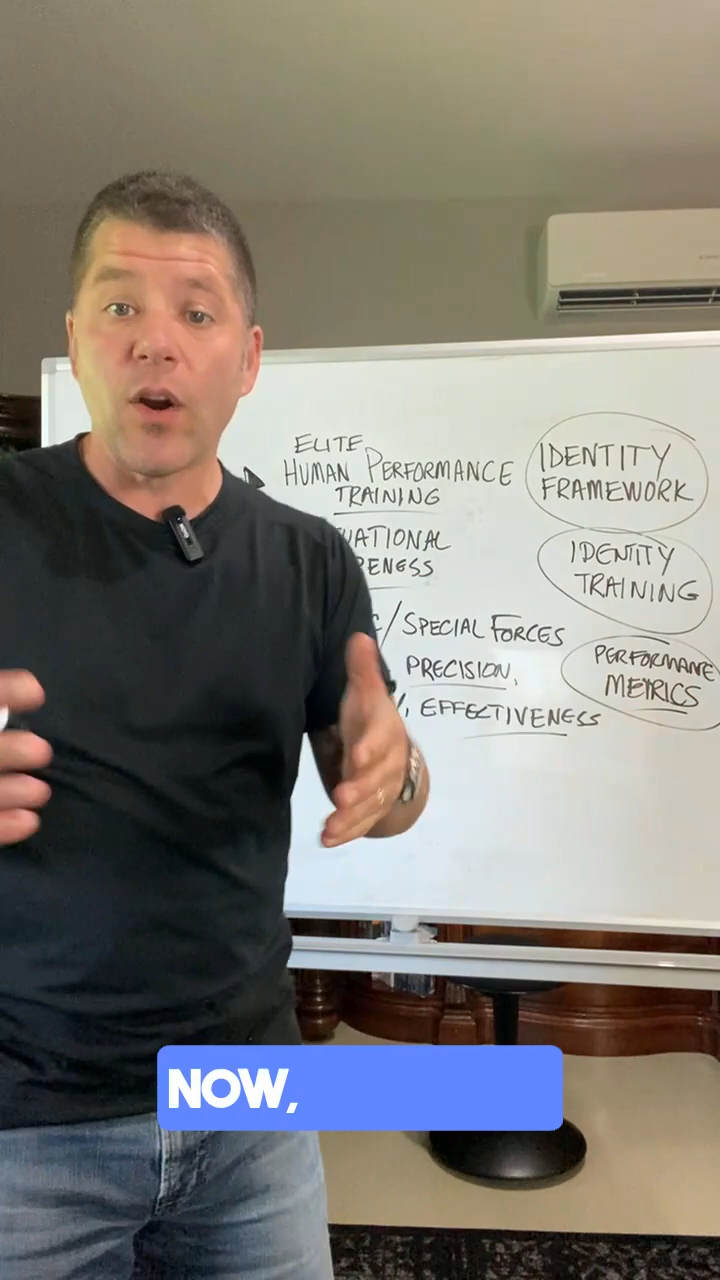 ELITE
HUMAN PERFORMANCE
TRAINING
IDENTITY
FRAMEWORK
IDENTITY
TRAINING
/SPECIAL FORCES
PRECISION,
EFFECTIVENESS
PERFORMANCE
METRICS
NOW,